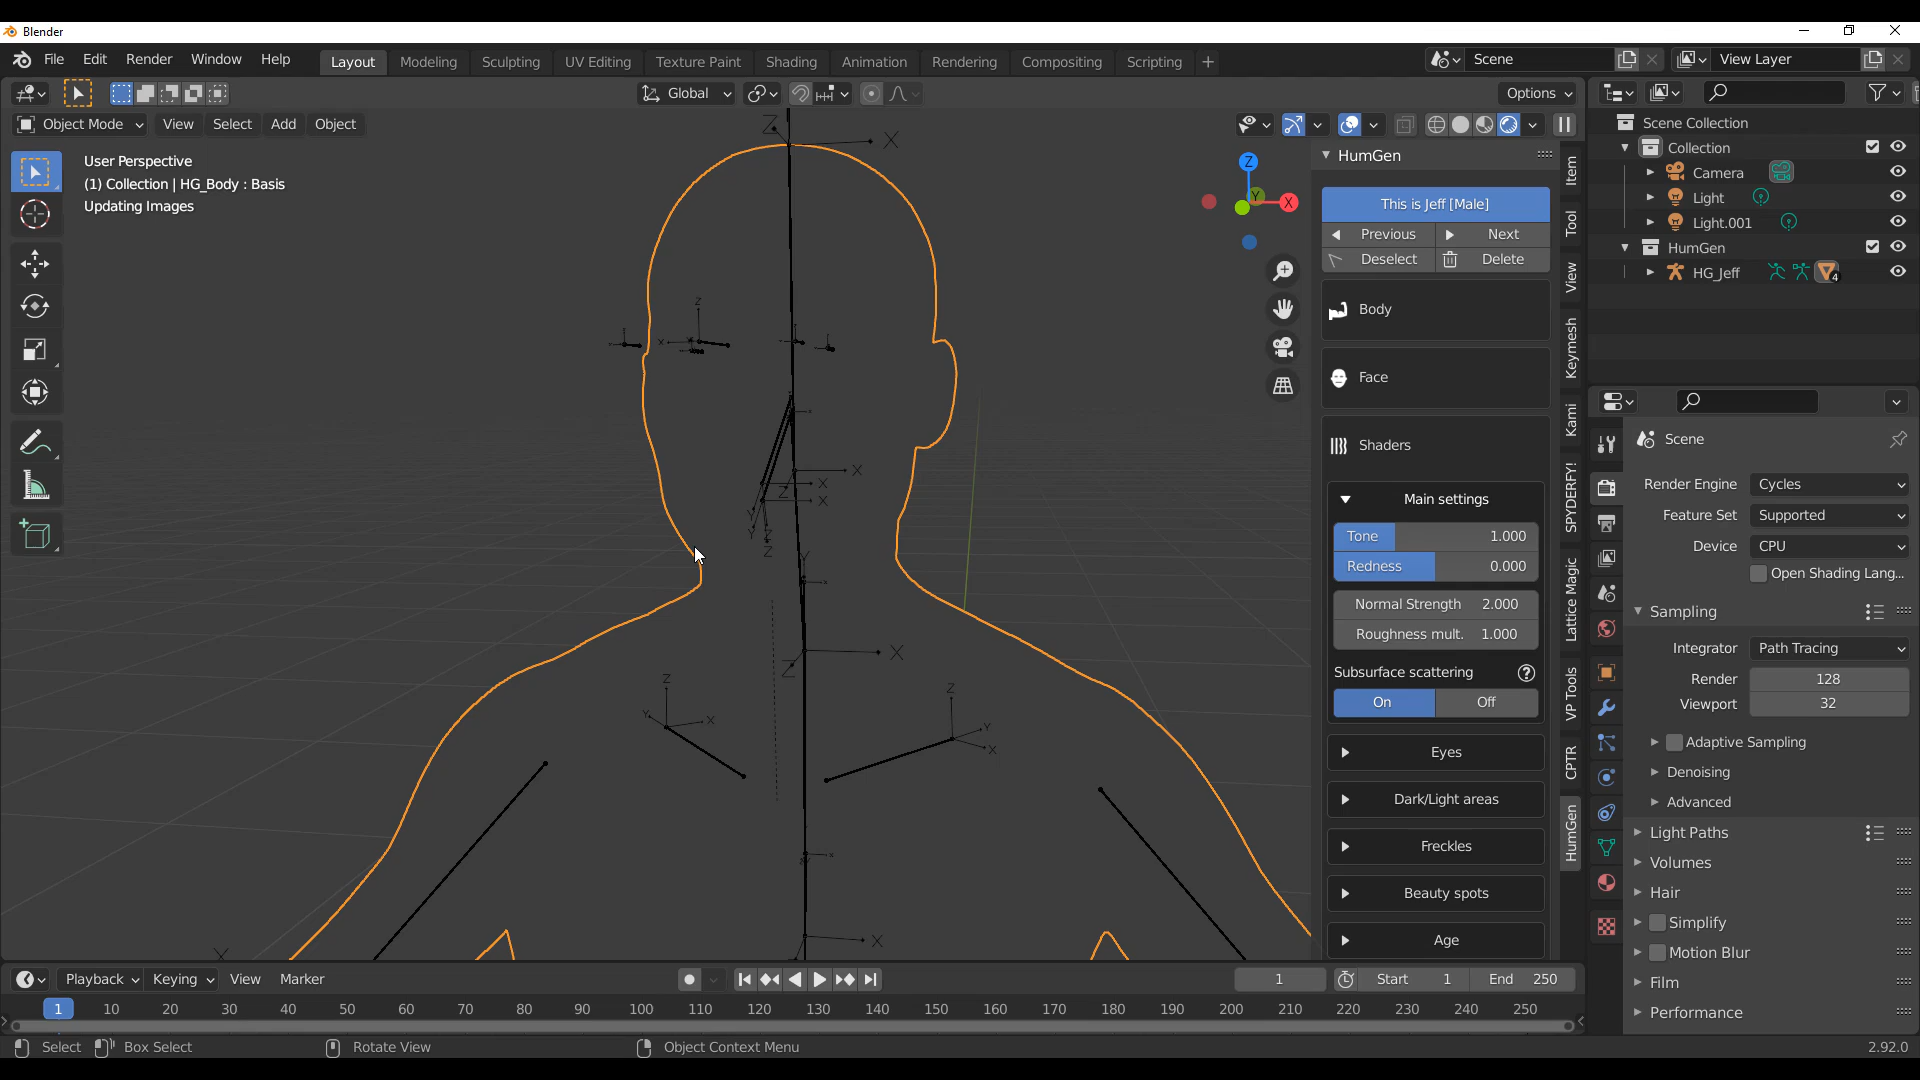 Blender
File Edit Render Window Help Layout Modeling Sculpting UV Editing Texture Paint Shading Animation Rendering Compositing Scripting + Scene View Layer
Global Options
Object Mode View Select Add Object
User Perspective
(1) Collection | HG_Body : Basis
Updating Images
HumGen
This is Jeff [Male]
Previous Next
Deselect Delete
Body
Face
Shaders
Main settings
Tone 1.000
Redness 0.000
Normal Strength 2.000
Roughness mult. 1.000
Subsurface scattering ?
On Off
Eyes
Dark/Light areas
Freckles
Beauty spots
Age
Item
Tool
View
Keymesh
Kami
SPYDERFY!
Lattice Magic
VP Tools
CPTR
HumGen
Scene Collection
Collection
Camera
Light
Light.001
HumGen
HG_Jeff 4
Scene
Render Engine Cycles
Feature Set Supported
Device CPU
Open Shading Lang...
Sampling
Integrator Path Tracing
Render 128
Viewport 32
Adaptive Sampling
Denoising
Advanced
Light Paths
Volumes
Hair
Simplify
Motion Blur
Film
Performance
Playback Keying View Marker 1 Start 1 End 250
1 10 20 30 40 50 60 70 80 90 100 110 120 130 140 150 160 170 180 190 200 210 220 230 240 250
Select Box Select Rotate View Object Context Menu 2.92.0